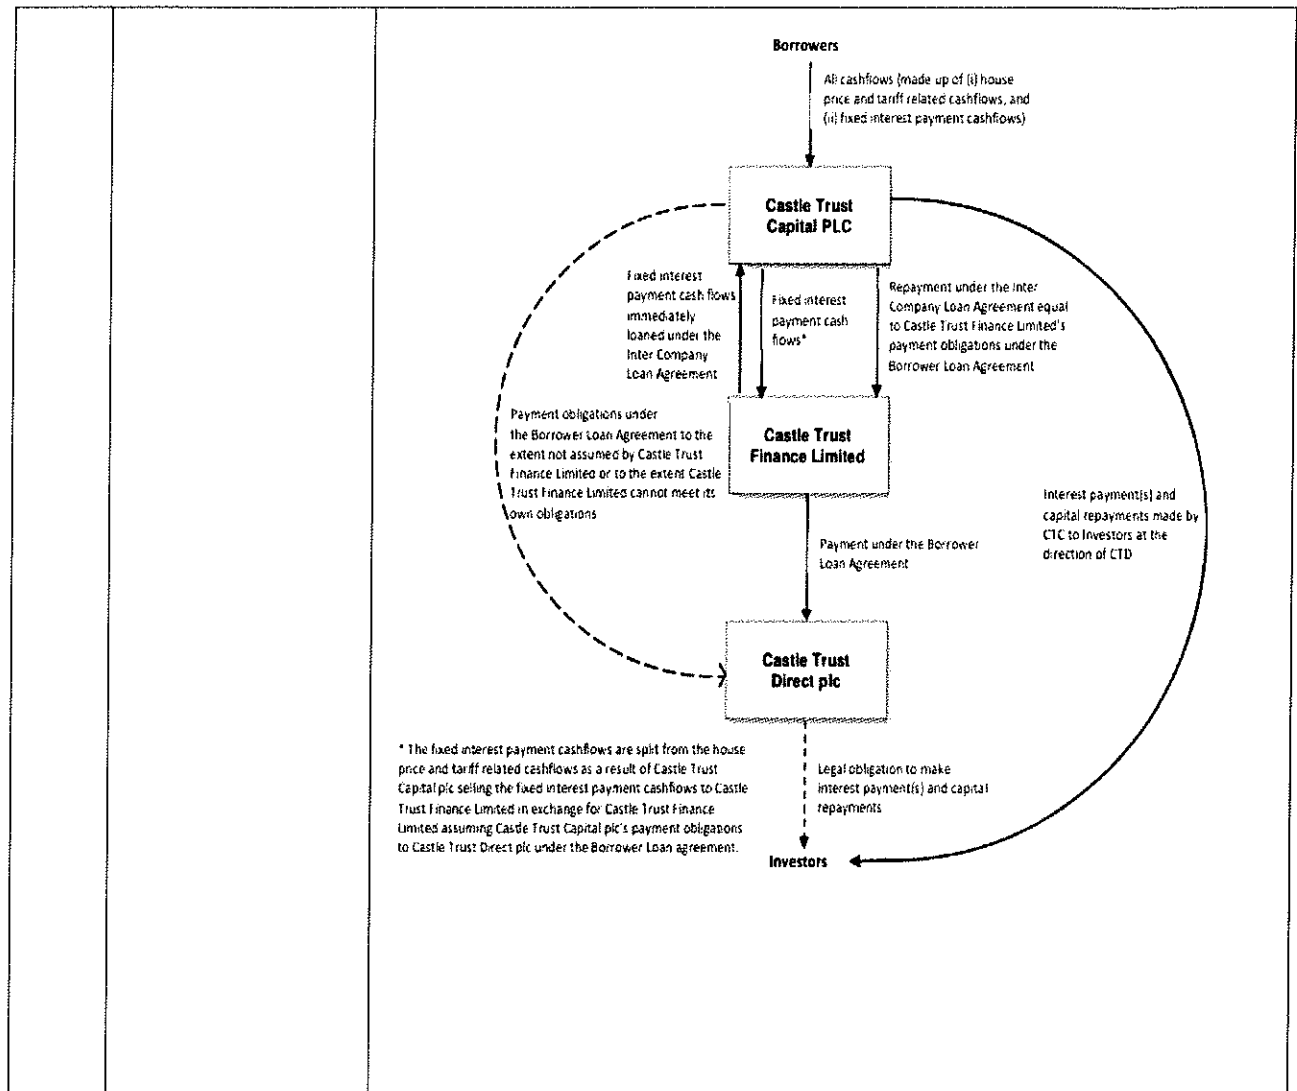 Borrowers
All cashflows (made up of (i) house
price and tariff related cashflows, and
(ii) fixed interest payment cashflows)
Castle Trust
Capital PLC
Fixed interest
payment cash flows
immediately
loaned under the
Inter Company
Loan Agreement
Fixed interest
payment cash
flows*
Repayment under the Inter
Company Loan Agreement equal
to Castle Trust Finance Limited's
payment obligations under the
Borrower Loan Agreement
Payment obligations under
the Borrower Loan Agreement to the
extent not assumed by Castle Trust
Finance Limited or to the extent Castle
Trust Finance Limited cannot meet its
own obligations
Castle Trust
Finance Limited
Interest payment(s) and
capital repayments made by
CTC to Investors at the
direction of CTD
Payment under the Borrower
Loan Agreement
Castle Trust
Direct plc
* The fixed interest payment cashflows are split from the house
price and tariff related cashflows as a result of Castle Trust
Capital plc selling the fixed interest payment cashflows to Castle
Trust Finance Limited in exchange for Castle Trust Finance
Limited assuming Castle Trust Capital plc's payment obligations
to Castle Trust Direct plc under the Borrower Loan agreement.
Legal obligation to make
interest payment(s) and capital
repayments
Investors